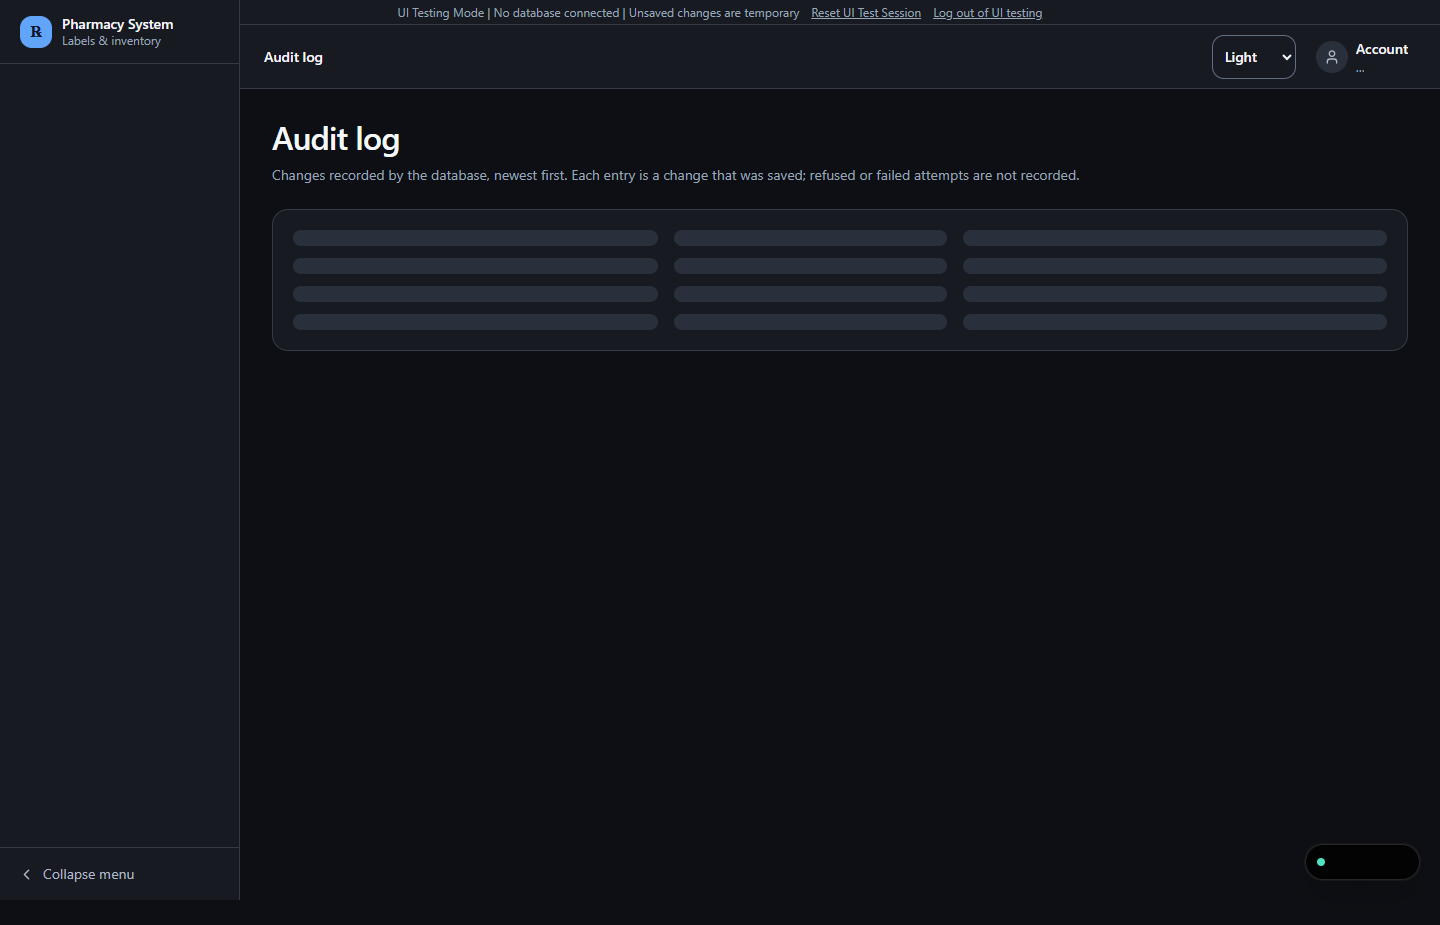 UI Testing Mode | No database connected | Unsaved changes are temporary Reset UI Test Session Log out of UI testing
℞
Pharmacy System
Labels & inventory
Audit log
Light
Account
...
Audit log
Changes recorded by the database, newest first. Each entry is a change that was saved; refused or failed attempts are not recorded.
Collapse menu